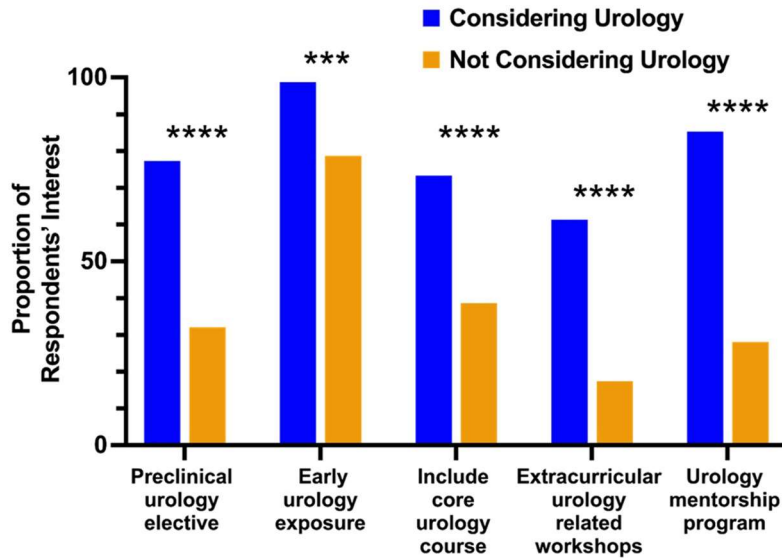 Considering Urology
Not Considering Urology
Proportion of
Respondents' Interest
100
50
0
****
***
****
****
****
Preclinical
urology
elective
Early
urology
exposure
Include
core
urology
course
Extracurricular
urology
related
workshops
Urology
mentorship
program